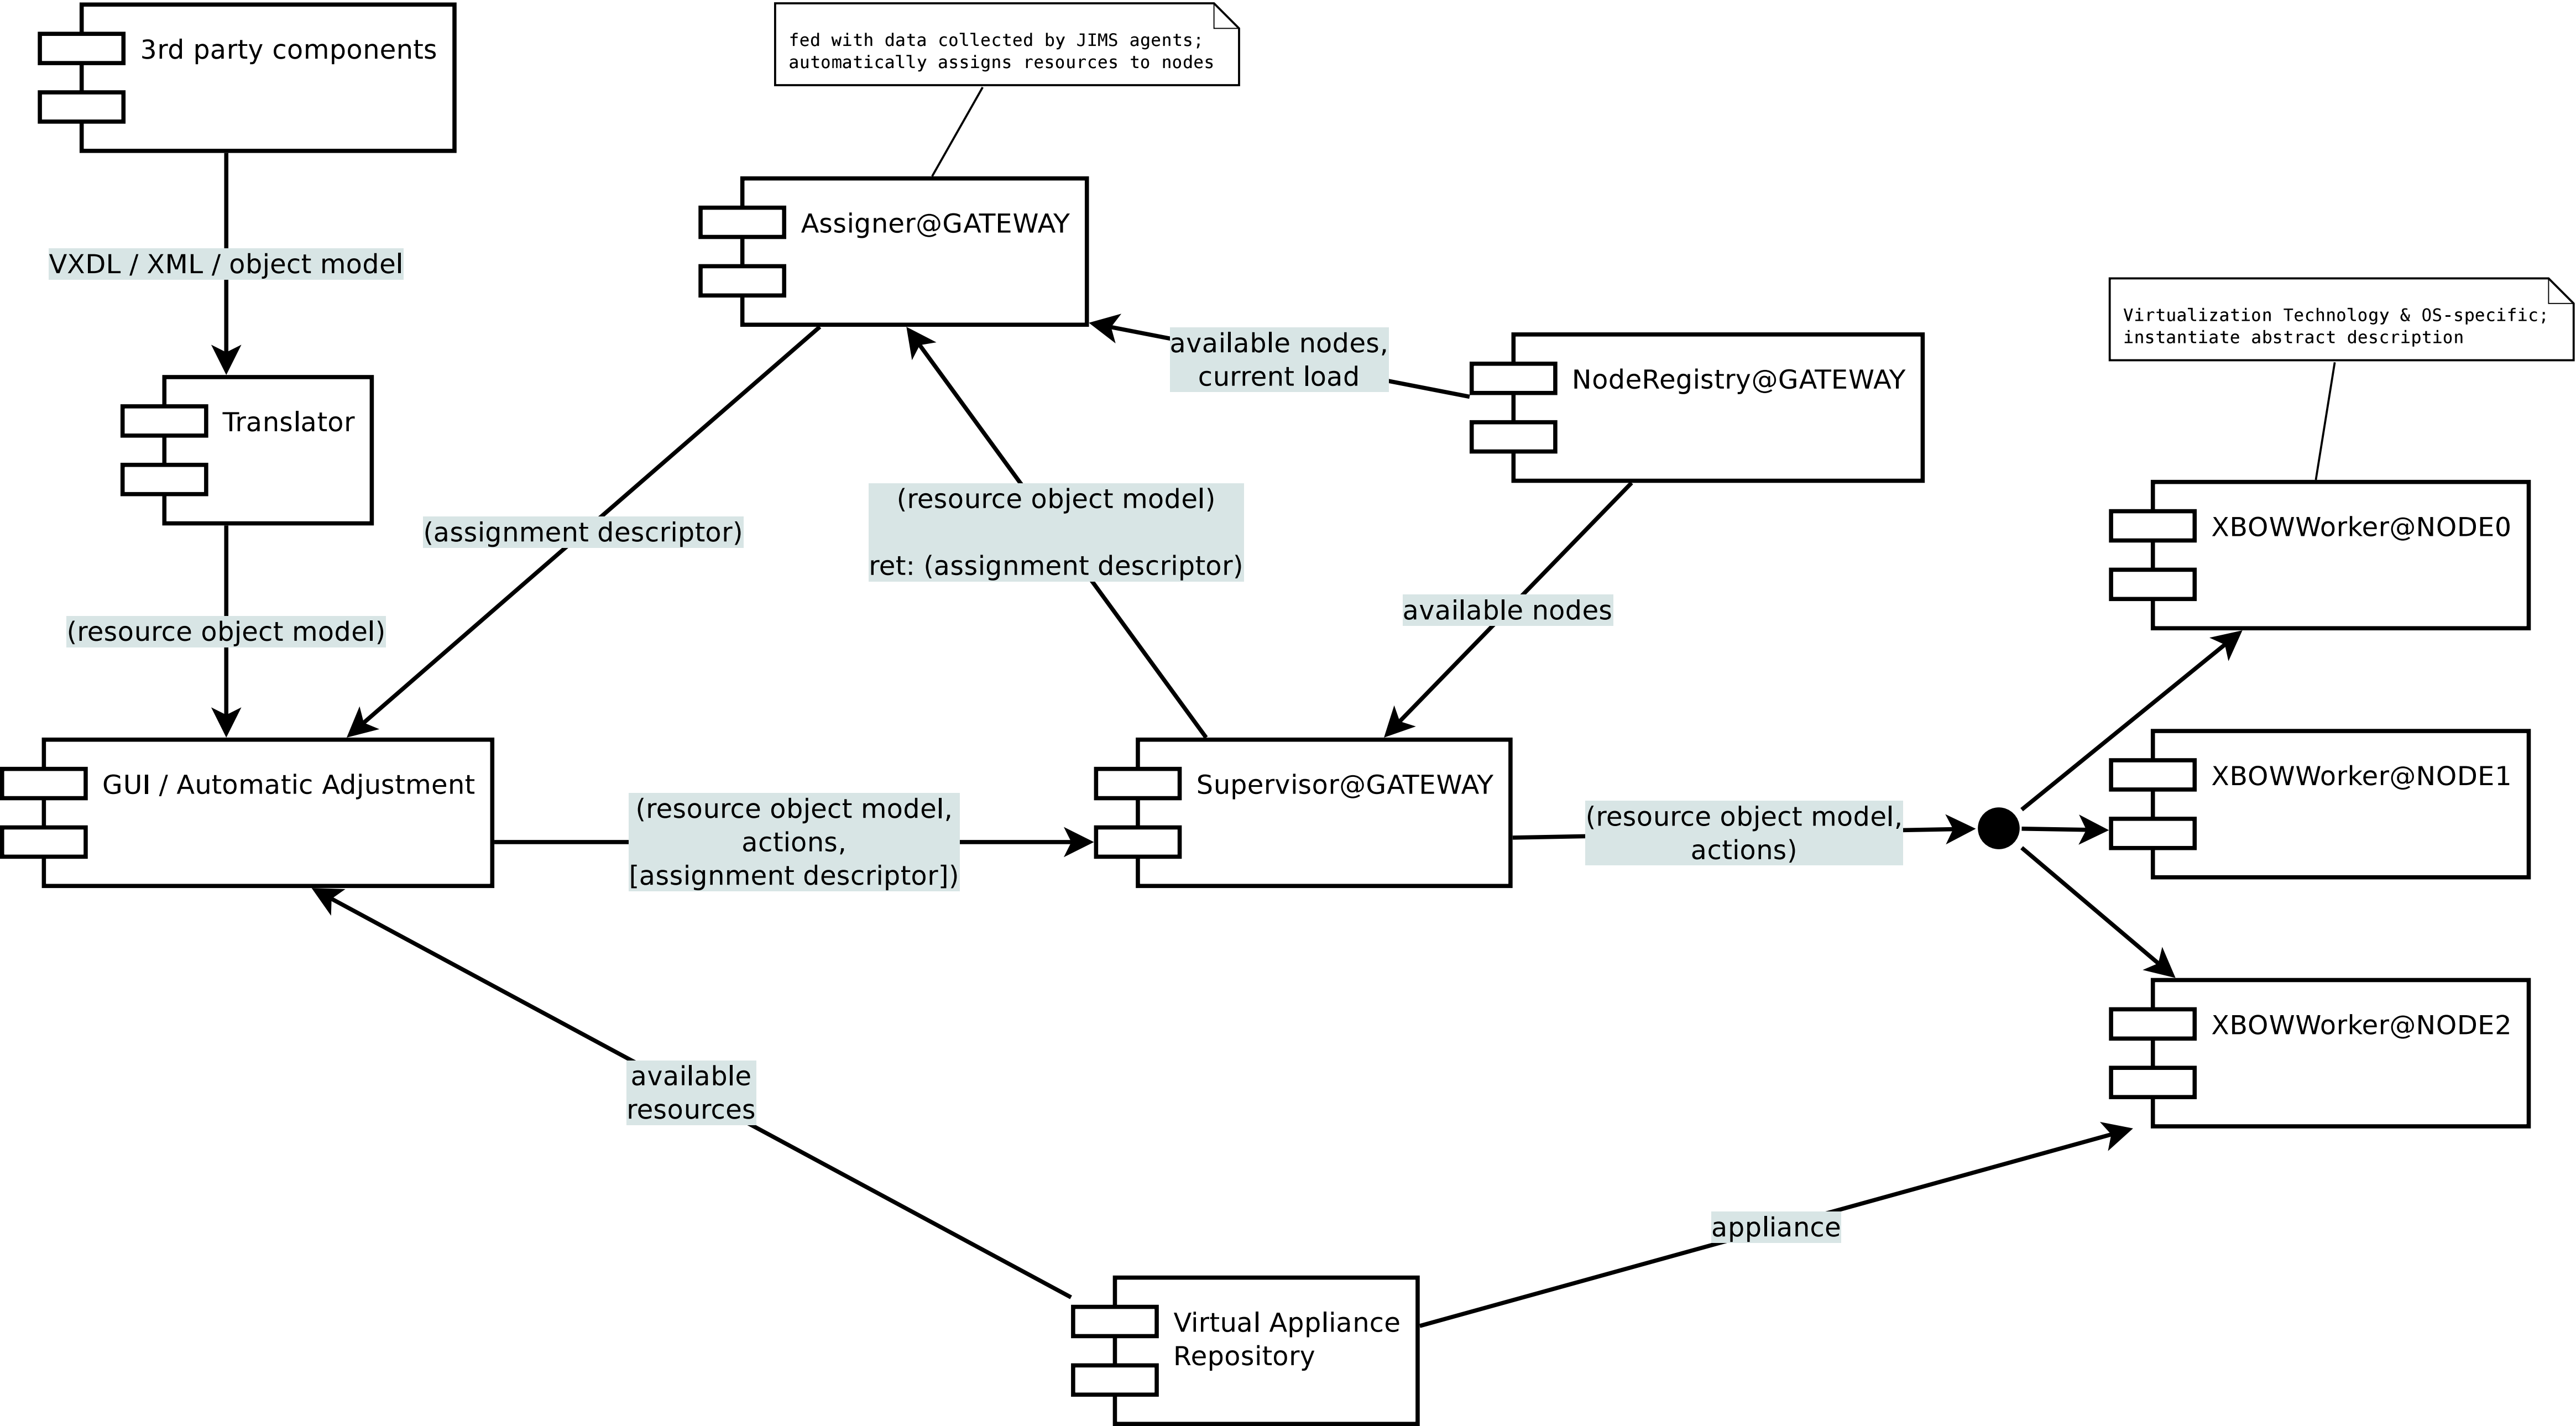 3rd party components
fed with data collected by JIMS agents;
automatically assigns resources to nodes
Assigner@GATEWAY
VXDL / XML / object model
available nodes,
current load
NodeRegistry@GATEWAY
Virtualization Technology & OS-specific;
instantiate abstract description
Translator
(assignment descriptor)
(resource object model)
ret: (assignment descriptor)
XBOWWorker@NODE0
available nodes
(resource object model)
GUI / Automatic Adjustment
(resource object model,
actions,
[assignment descriptor])
Supervisor@GATEWAY
(resource object model,
actions)
XBOWWorker@NODE1
XBOWWorker@NODE2
available
resources
appliance
Virtual Appliance
Repository